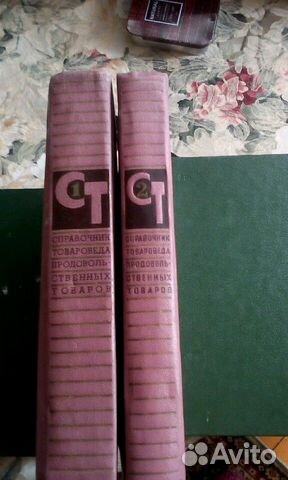 СТ
1
СПРАВОЧНИК
ТОВАРОВЕДА
ПРОДОВОЛЬ-
СТВЕННЫХ
ТОВАРОВ
СТ
2
СПРАВОЧНИК
ТОВАРОВЕДА
ПРОДОВОЛЬ-
СТВЕННЫХ
ТОВАРОВ
Avito